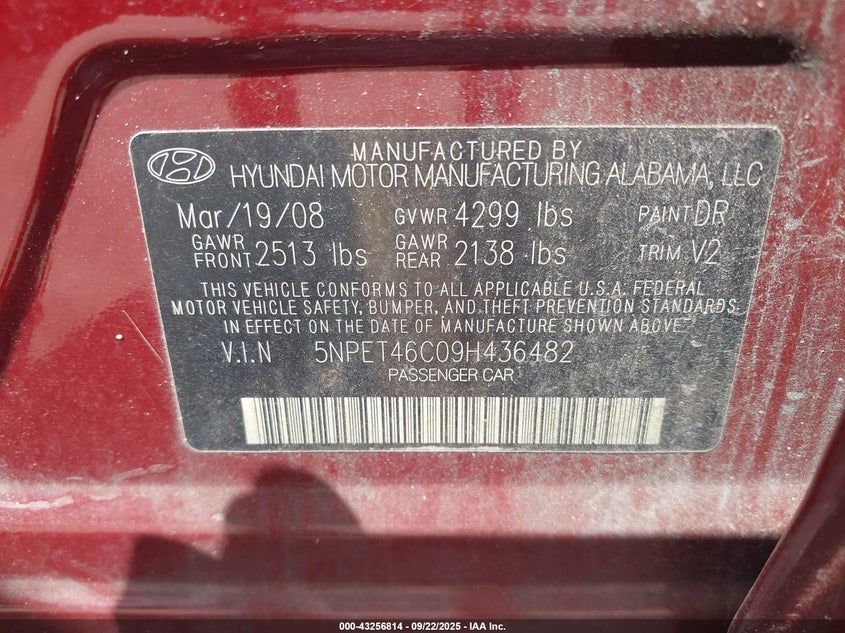 MANUFACTURED BY
HYUNDAI MOTOR MANUFACTURING ALABAMA, LLC
Mar/19/08 GVWR 4299 lbs PAINT DR
GAWR FRONT 2513 lbs GAWR REAR 2138 lbs TRIM V2
THIS VEHICLE CONFORMS TO ALL APPLICABLE U.S.A. FEDERAL
MOTOR VEHICLE SAFETY, BUMPER, AND THEFT PREVENTION STANDARDS
IN EFFECT ON THE DATE OF MANUFACTURE SHOWN ABOVE
V.I.N 5NPET46C09H436482
PASSENGER CAR
000-43256814 - 09/22/2025 - IAA Inc.